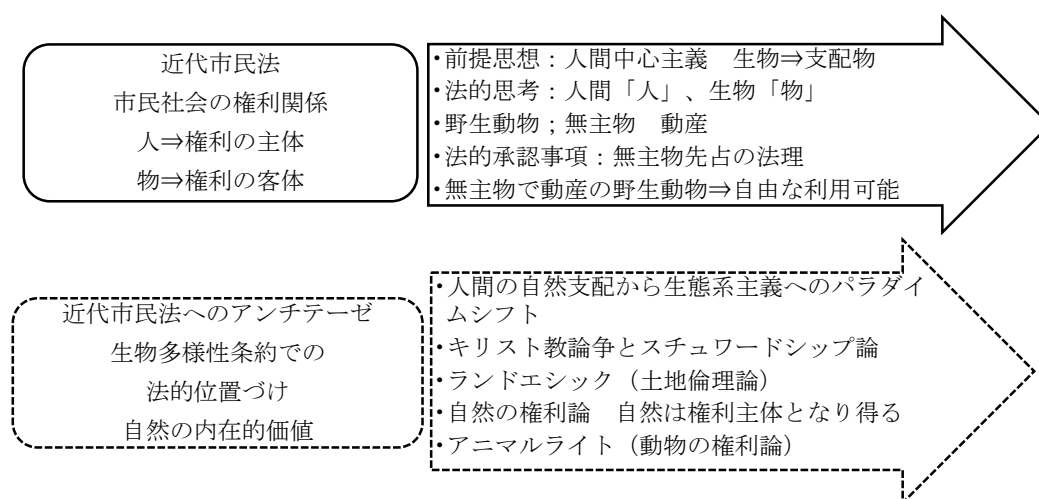 近代市民法
市民社会の権利関係
人⇒権利の主体
物⇒権利の客体
・前提思想：人間中心主義　生物⇒支配物
・法的思考：人間「人」、生物「物」
・野生動物；無主物　動産
・法的承認事項：無主物先占の法理
・無主物で動産の野生動物⇒自由な利用可能
近代市民法へのアンチテーゼ
生物多様性条約での
法的位置づけ
自然の内在的価値
・人間の自然支配から生態系主義へのパラダイ
ムシフト
・キリスト教論争とスチュワードシップ論
・ランドエシック（土地倫理論）
・自然の権利論　自然は権利主体となり得る
・アニマルライト（動物の権利論）